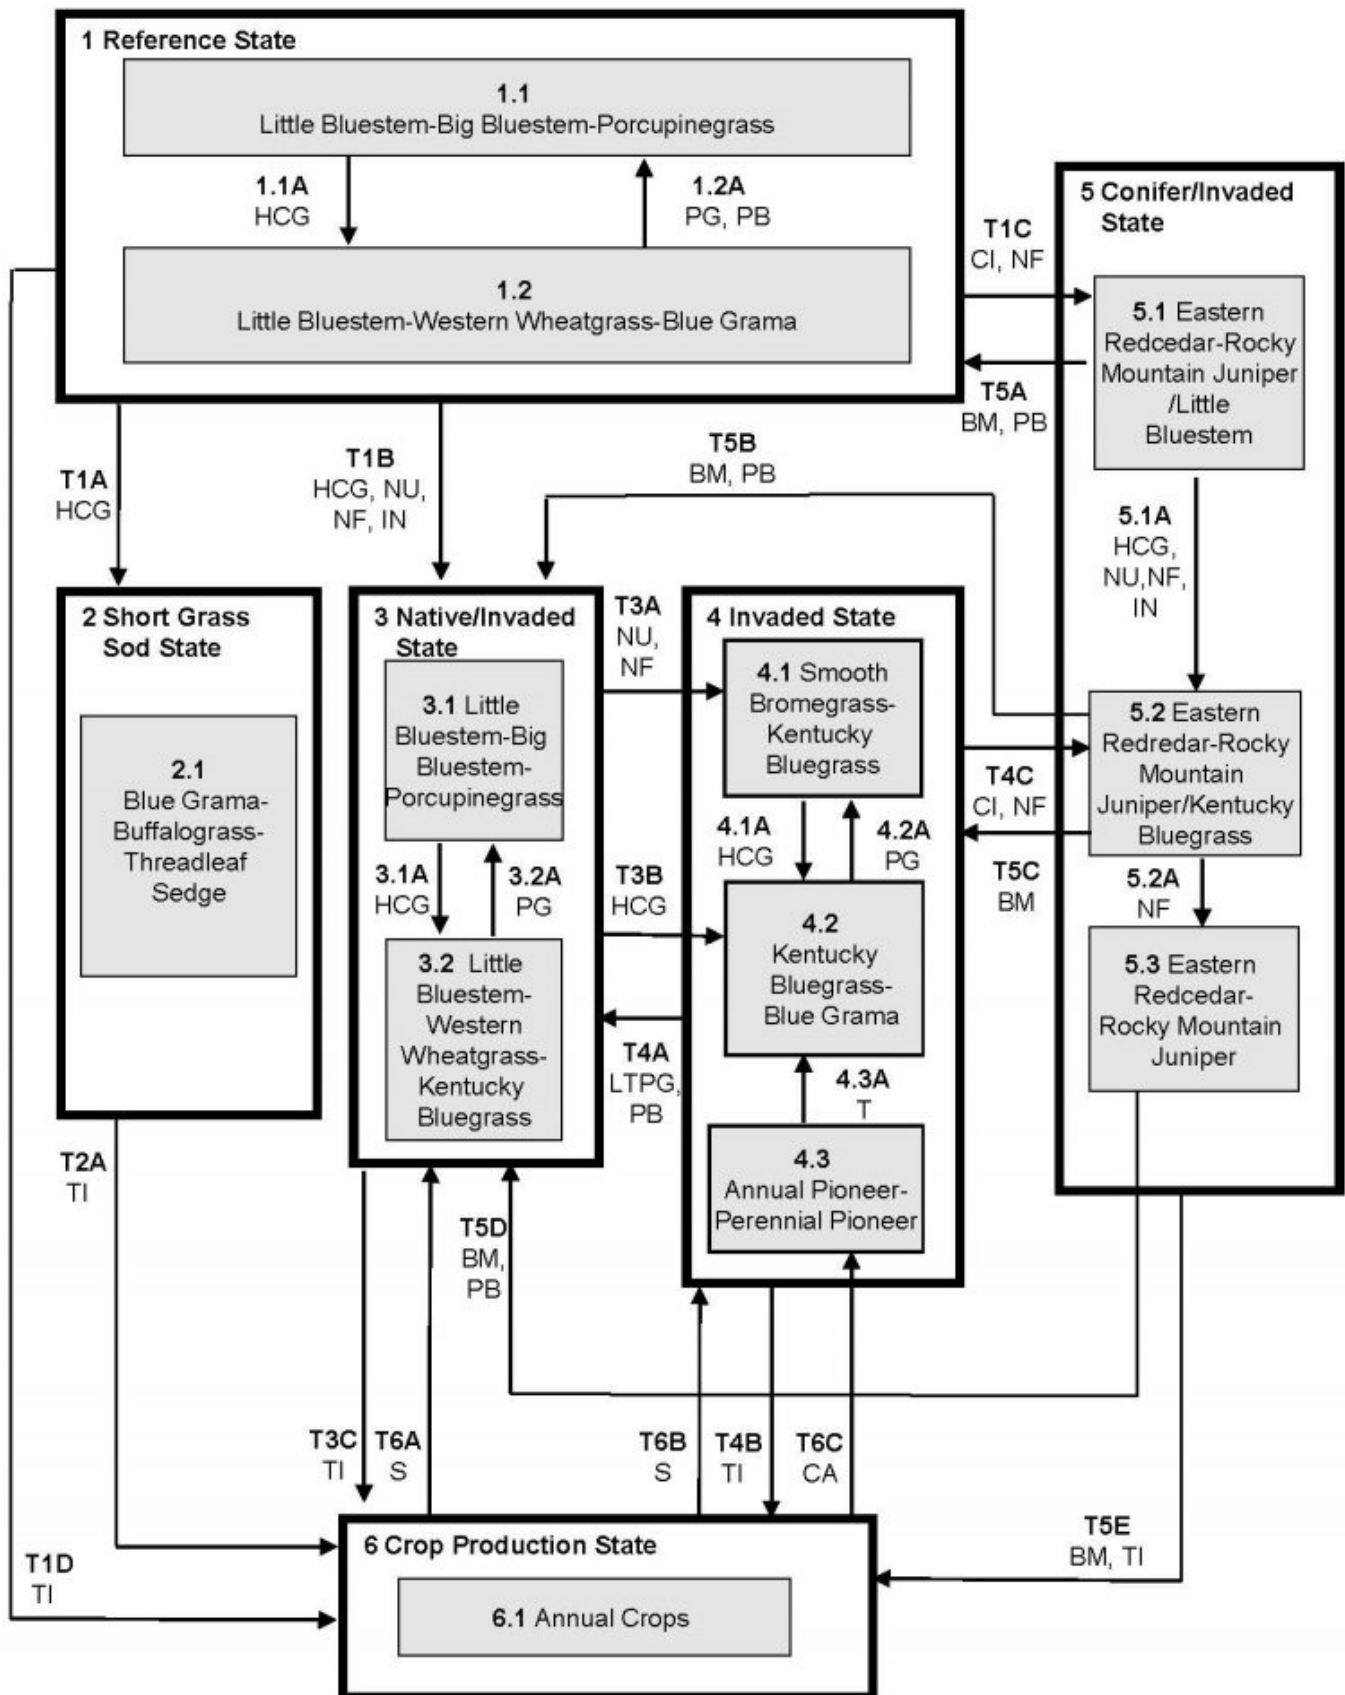 1 Reference State
1.1
Little Bluestem-Big Bluestem-Porcupinegrass
1.1A
HCG
1.2A
PG, PB
1.2
Little Bluestem-Western Wheatgrass-Blue Grama
T1C
CI, NF
T5A
BM, PB
5 Conifer/Invaded
State
5.1 Eastern
Redcedar-Rocky
Mountain Juniper
/Little
Bluestem
5.1A
HCG,
NU,NF,
IN
5.2 Eastern
Redredar-Rocky
Mountain
Juniper/Kentucky
Bluegrass
5.2A
NF
5.3 Eastern
Redcedar-
Rocky Mountain
Juniper
T1A
HCG
T1B
HCG, NU,
NF, IN
T5B
BM, PB
2 Short Grass
Sod State
2.1
Blue Grama-
Buffalograss-
Threadleaf
Sedge
3 Native/Invaded
State
3.1 Little
Bluestem-Big
Bluestem-
Porcupinegrass
3.1A
HCG
3.2A
PG
3.2 Little
Bluestem-
Western
Wheatgrass-
Kentucky
Bluegrass
T3A
NU,
NF
T3B
HCG
T4A
LTPG,
PB
4 Invaded State
4.1 Smooth
Bromegrass-
Kentucky
Bluegrass
4.1A
HCG
4.2A
PG
4.2
Kentucky
Bluegrass-
Blue Grama
4.3A
T
4.3
Annual Pioneer-
Perennial Pioneer
T4C
CI, NF
T5C
BM
T2A
TI
T5D
BM,
PB
T3C
TI
T6A
S
T6B
S
T4B
TI
T6C
CA
T5E
BM, TI
T1D
TI
6 Crop Production State
6.1 Annual Crops